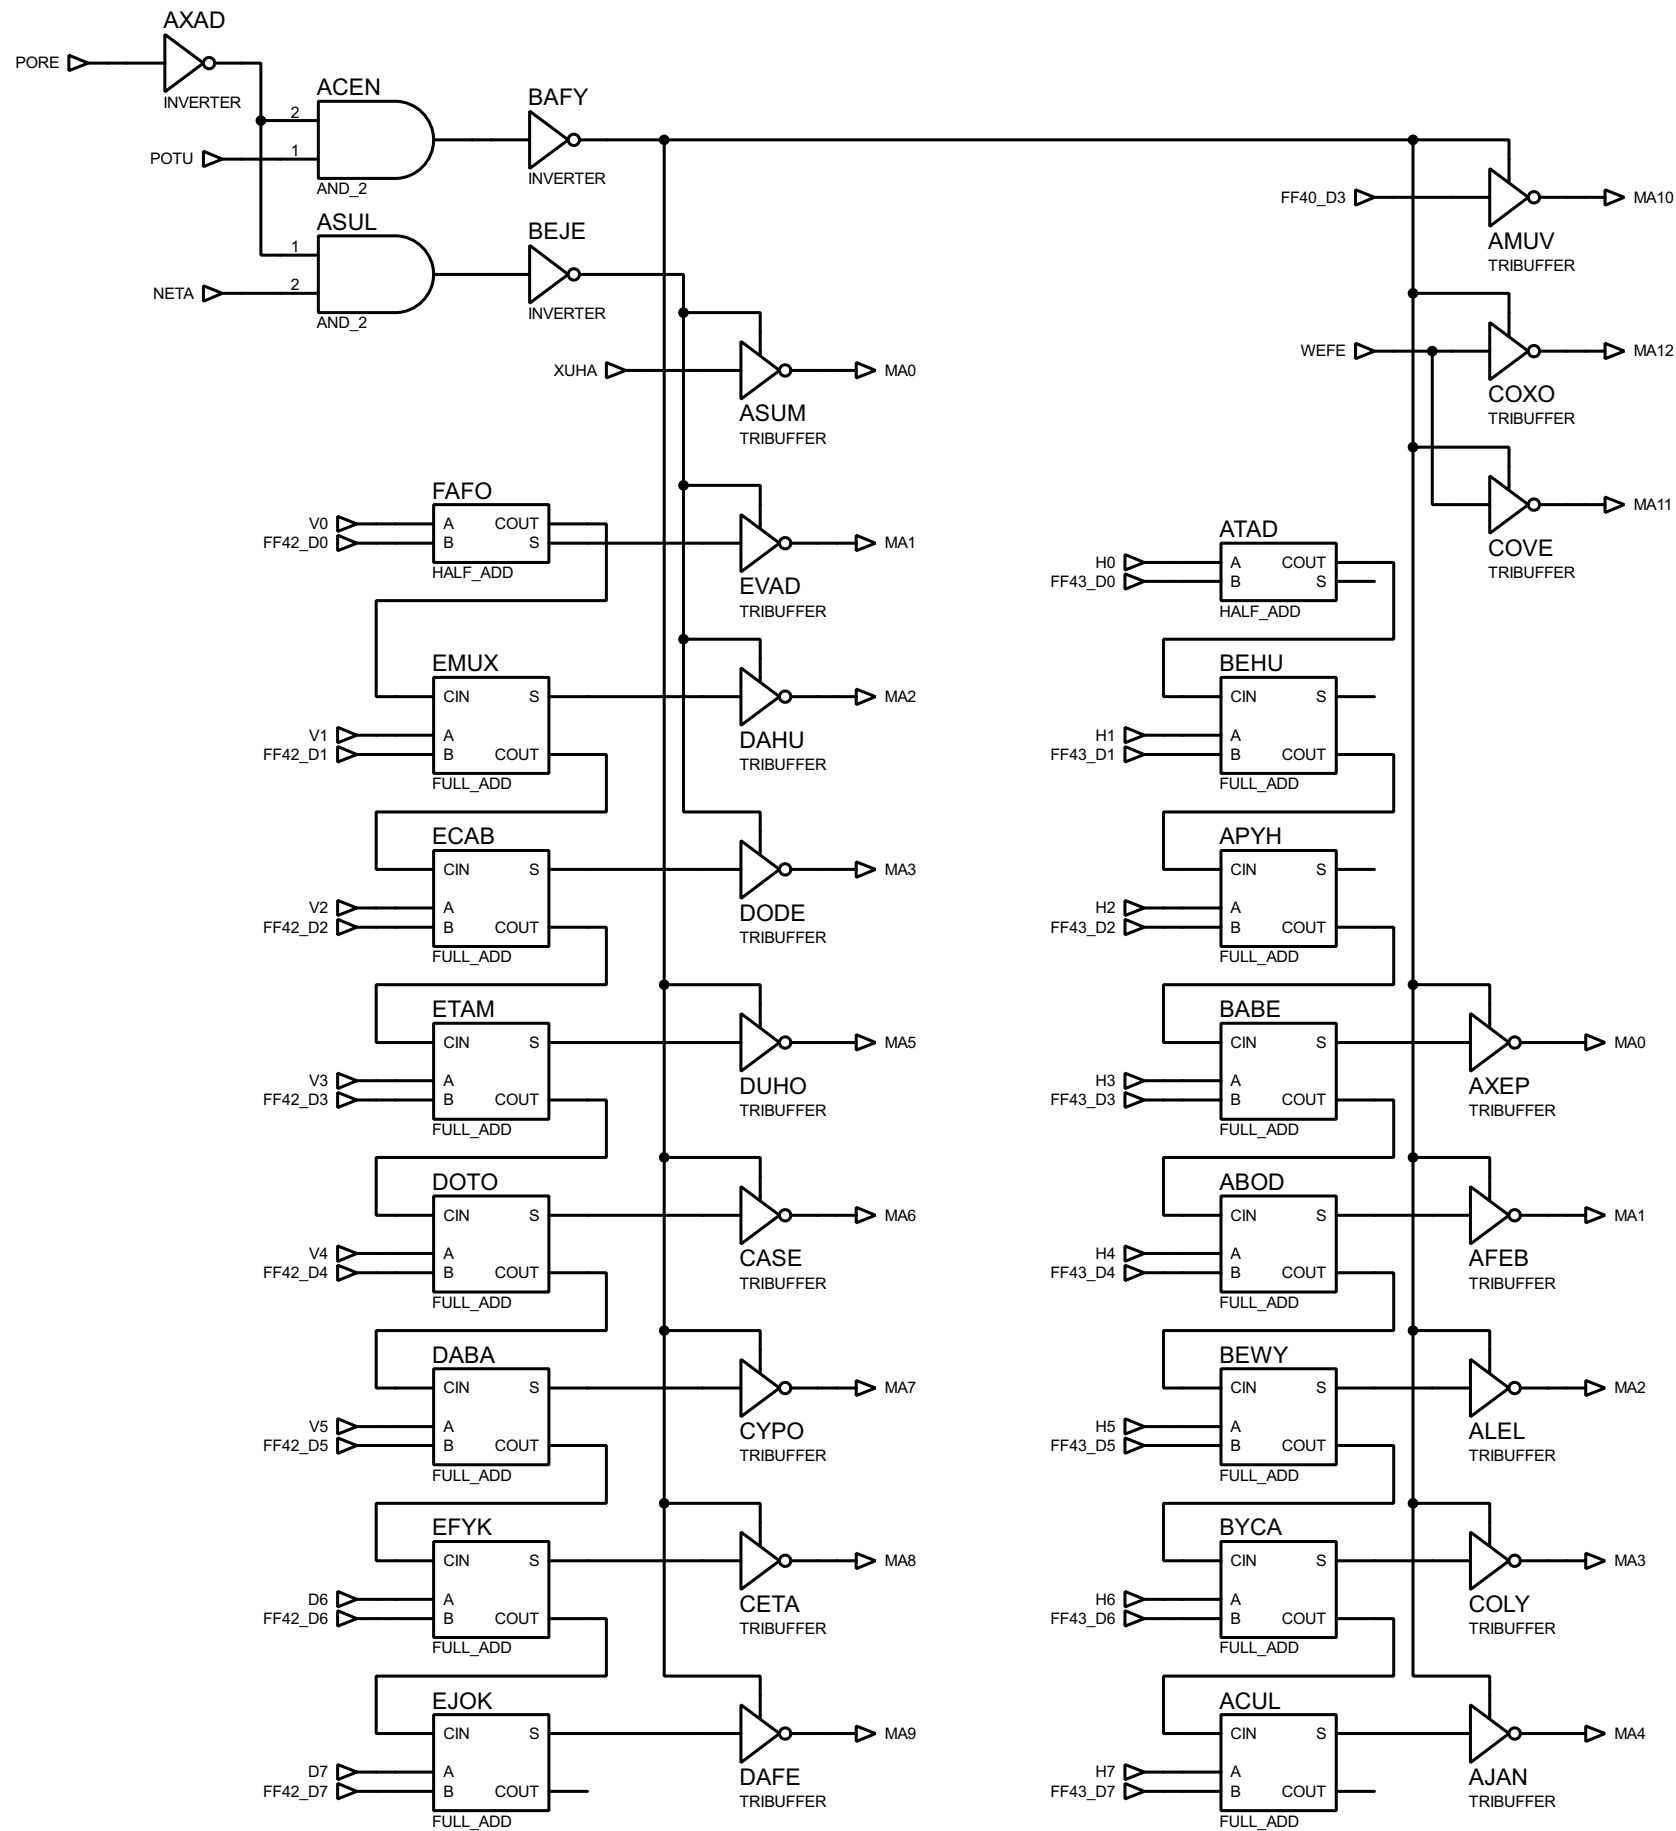 AXAD
PORE
INVERTER
ACEN
2
POTU
1
AND_2
BAFY
INVERTER
ASUL
1
NETA
2
AND_2
BEJE
INVERTER
XUHA
MA0
ASUM
TRIBUFFER
FF40_D3
MA10
AMUV
TRIBUFFER
WEFE
MA12
COXO
TRIBUFFER
MA11
COVE
TRIBUFFER
FAFO
V0 A COUT
FF42_D0 B S
HALF_ADD
MA1
EVAD
TRIBUFFER
EMUX
CIN S
V1 A
FF42_D1 B COUT
FULL_ADD
MA2
DAHU
TRIBUFFER
ECAB
CIN S
V2 A
FF42_D2 B COUT
FULL_ADD
MA3
DODE
TRIBUFFER
ETAM
CIN S
V3 A
FF42_D3 B COUT
FULL_ADD
MA5
DUHO
TRIBUFFER
DOTO
CIN S
V4 A
FF42_D4 B COUT
FULL_ADD
MA6
CASE
TRIBUFFER
DABA
CIN S
V5 A
FF42_D5 B COUT
FULL_ADD
MA7
CYPO
TRIBUFFER
EFYK
CIN S
D6 A
FF42_D6 B COUT
FULL_ADD
MA8
CETA
TRIBUFFER
EJOK
CIN S
D7 A
FF42_D7 B COUT
FULL_ADD
MA9
DAFE
TRIBUFFER
ATAD
H0 A COUT
FF43_D0 B S
HALF_ADD
BEHU
CIN S
H1 A
FF43_D1 B COUT
FULL_ADD
APYH
CIN S
H2 A
FF43_D2 B COUT
FULL_ADD
BABE
CIN S
H3 A
FF43_D3 B COUT
FULL_ADD
MA0
AXEP
TRIBUFFER
ABOD
CIN S
H4 A
FF43_D4 B COUT
FULL_ADD
MA1
AFEB
TRIBUFFER
BEWY
CIN S
H5 A
FF43_D5 B COUT
FULL_ADD
MA2
ALEL
TRIBUFFER
BYCA
CIN S
H6 A
FF43_D6 B COUT
FULL_ADD
MA3
COLY
TRIBUFFER
ACUL
CIN S
H7 A
FF43_D7 B COUT
FULL_ADD
MA4
AJAN
TRIBUFFER